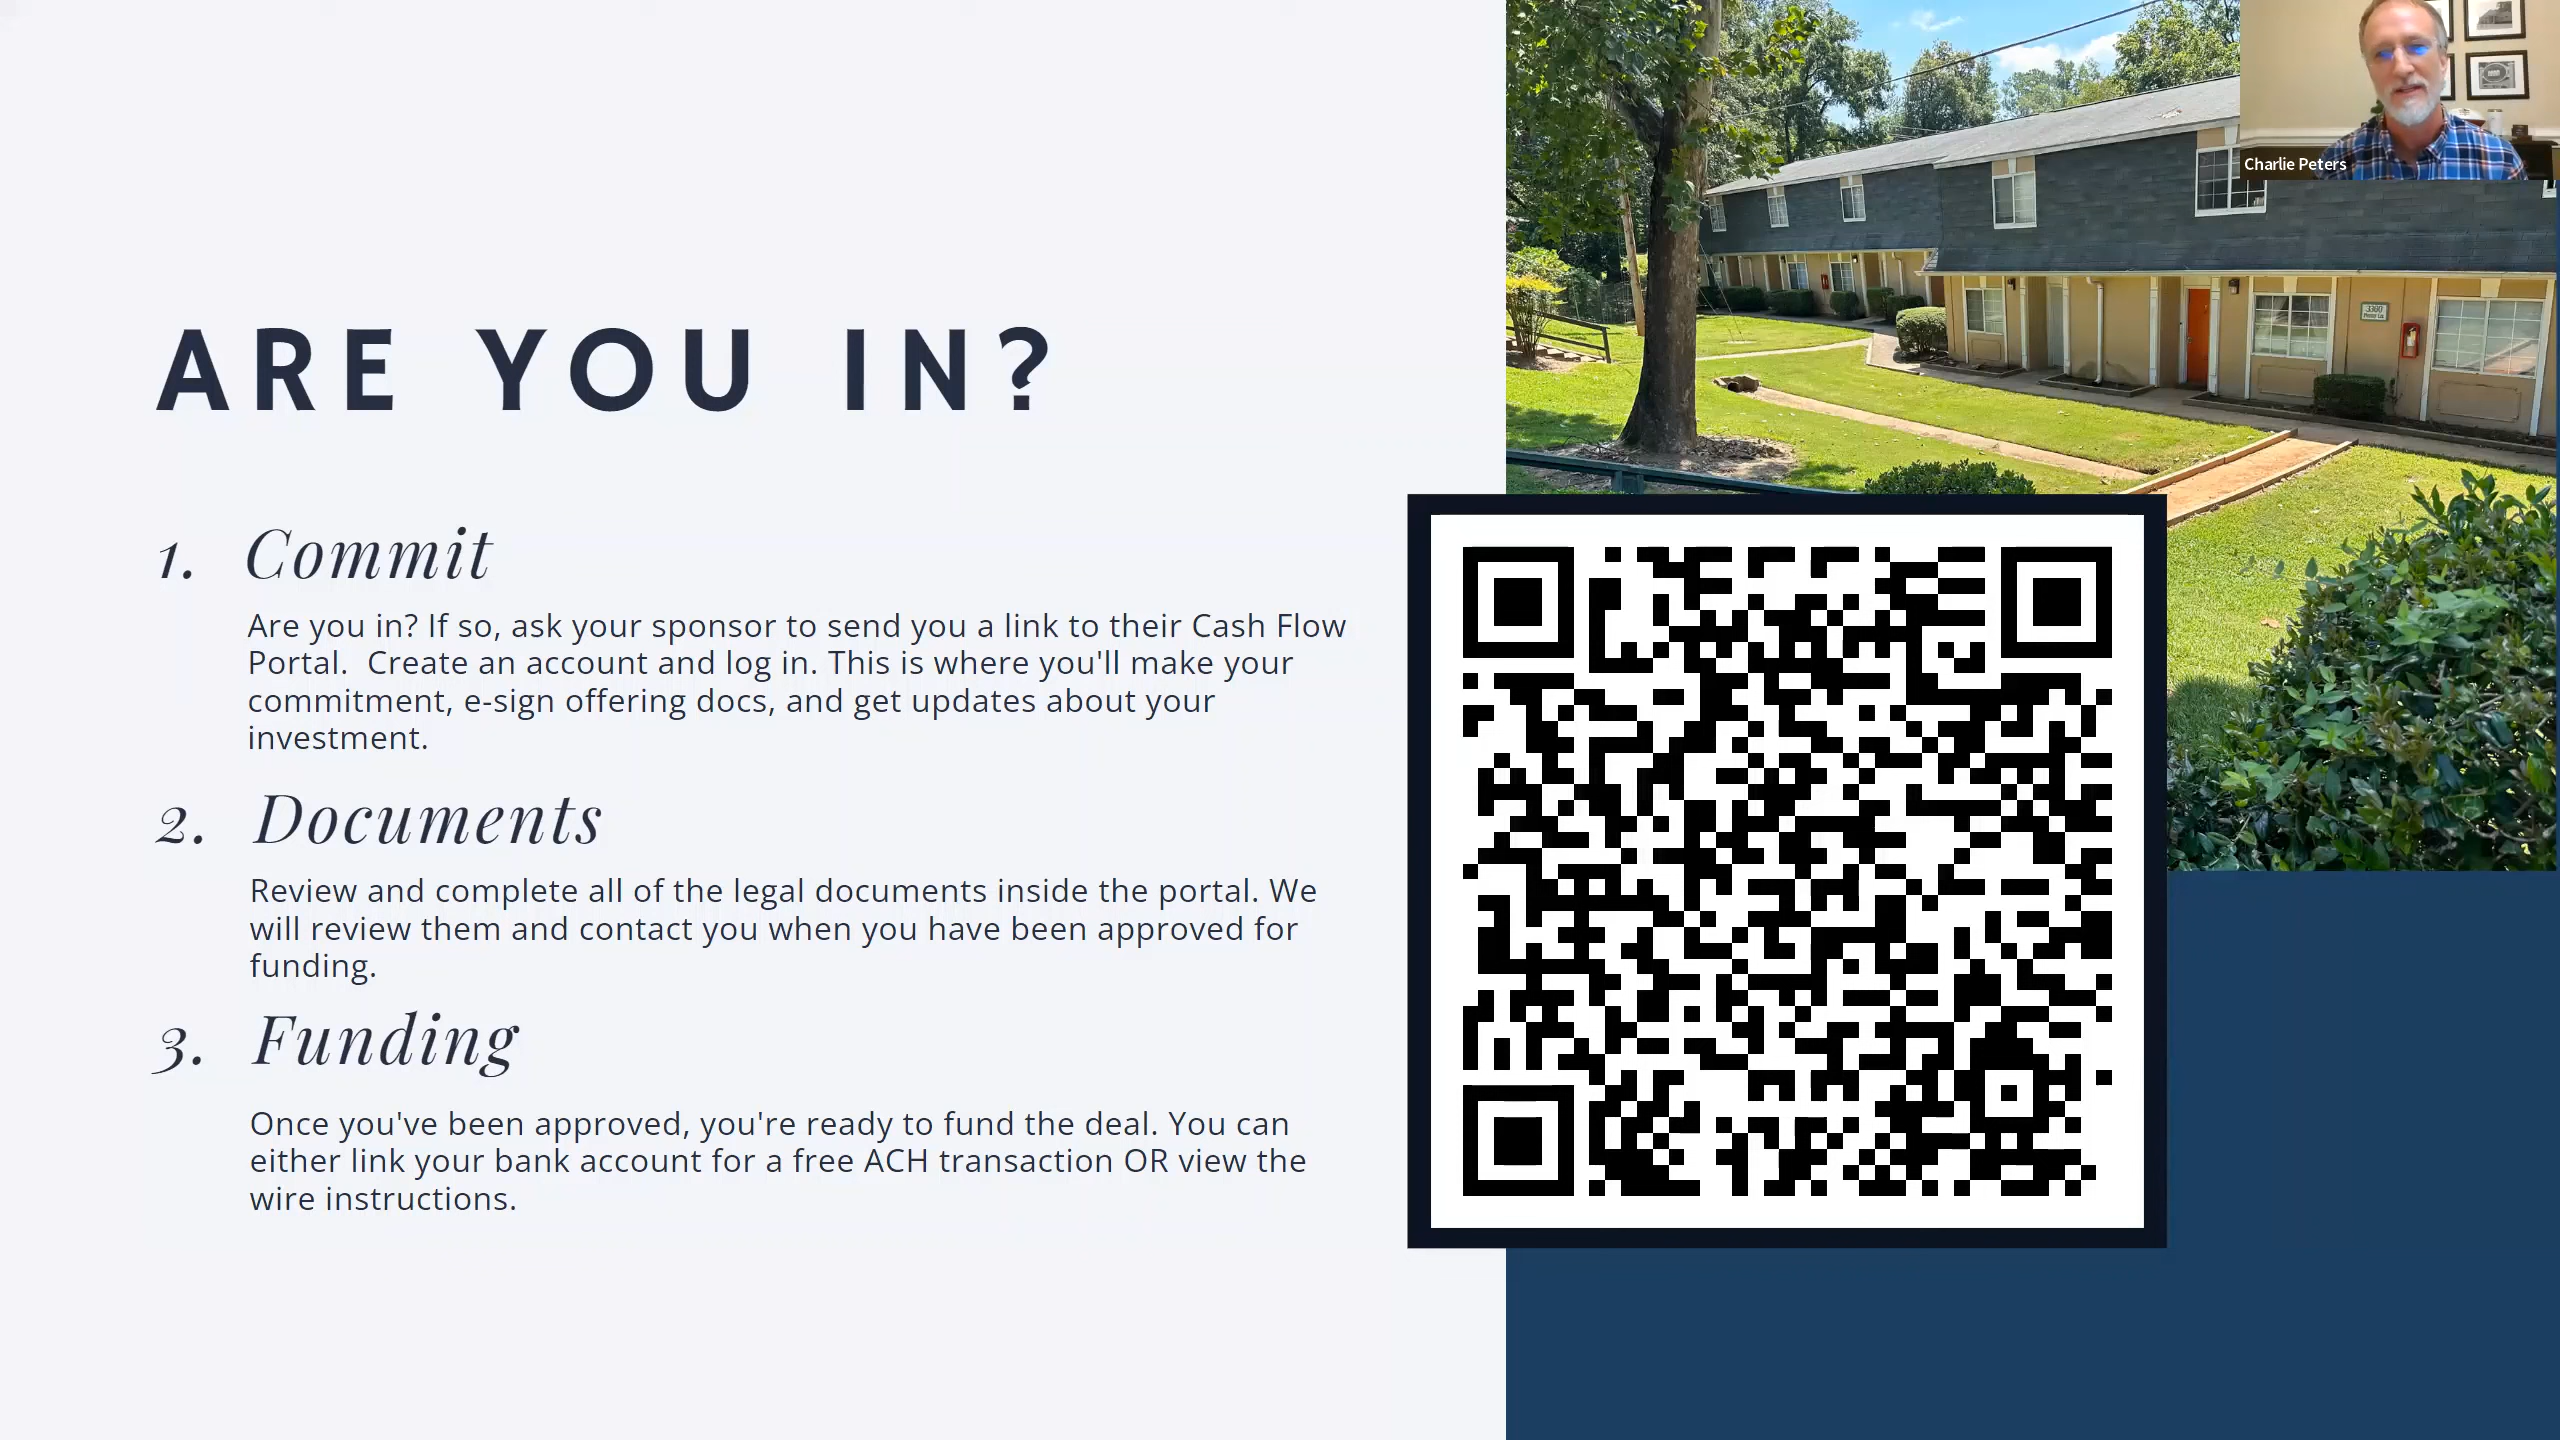 ARE YOU IN?
1. Commit
Are you in? If so, ask your sponsor to send you a link to their Cash Flow
Portal.  Create an account and log in. This is where you'll make your
commitment, e-sign offering docs, and get updates about your
investment.
2. Documents
Review and complete all of the legal documents inside the portal. We
will review them and contact you when you have been approved for
funding.
3. Funding
Once you've been approved, you're ready to fund the deal. You can
either link your bank account for a free ACH transaction OR view the
wire instructions.
Charlie Peters